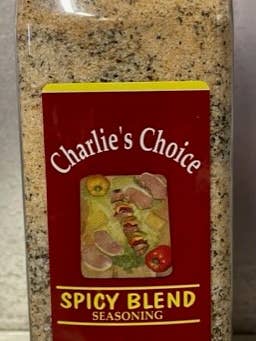 Charlie's Choice
SPICY BLEND
SEASONING